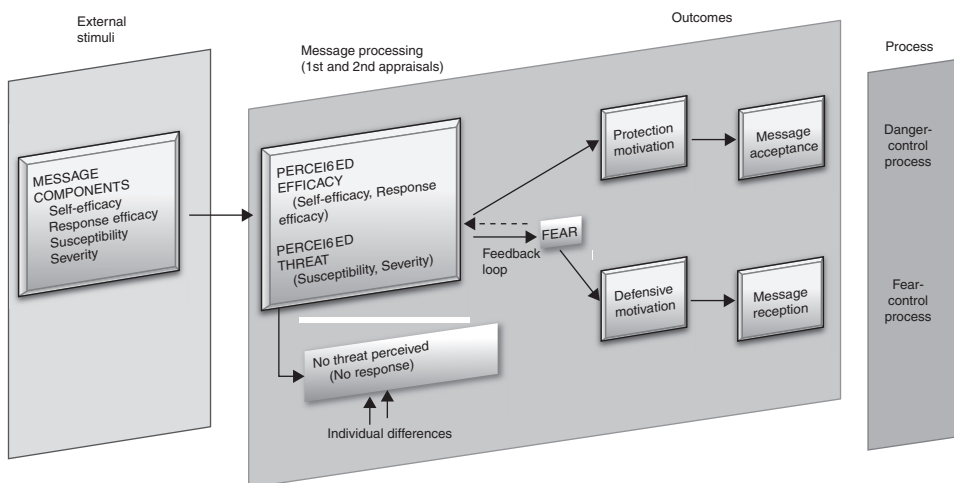 External
stimuli
MESSAGE
COMPONENTS
Self-efficacy
Response efficacy
Susceptibility
Severity
Message processing
(1st and 2nd appraisals)
PERCEI6ED
EFFICACY
(Self-efficacy, Response
efficacy)
PERCEI6ED
THREAT
(Susceptibility, Severity)
No threat perceived
(No response)
Individual differences
Feedback
loop
FEAR
Outcomes
Protection
motivation
Message
acceptance
Defensive
motivation
Message
reception
Process
Danger-
control
process
Fear-
control
process